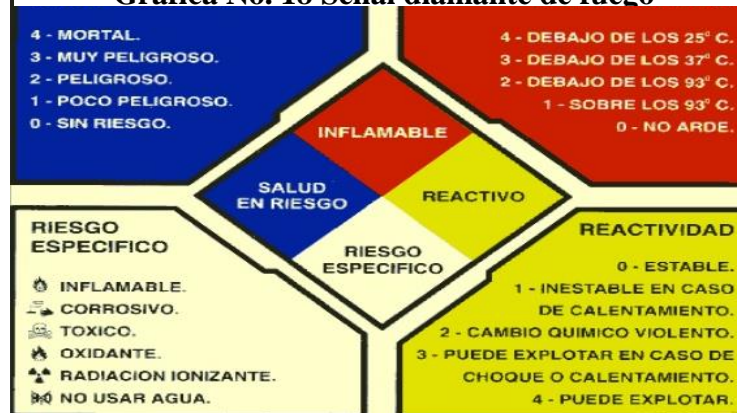 Gráfica No. 18 Señal diamante de fuego
4 - MORTAL.
3 - MUY PELIGROSO.
2 - PELIGROSO.
1 - POCO PELIGROSO.
0 - SIN RIESGO.
4 - DEBAJO DE LOS 25° C.
3 - DEBAJO DE LOS 37° C.
2 - DEBAJO DE LOS 93° C.
1 - SOBRE LOS 93° C.
0 - NO ARDE.
INFLAMABLE
SALUD
EN RIESGO
REACTIVO
RIESGO
ESPECIFICO
RIESGO
ESPECIFICO
INFLAMABLE.
CORROSIVO.
TOXICO.
OXIDANTE.
RADIACION IONIZANTE.
NO USAR AGUA.
REACTIVIDAD
0 - ESTABLE.
1 - INESTABLE EN CASO
DE CALENTAMIENTO.
2 - CAMBIO QUIMICO VIOLENTO.
3 - PUEDE EXPLOTAR EN CASO DE
CHOQUE O CALENTAMIENTO.
4 - PUEDE EXPLOTAR.